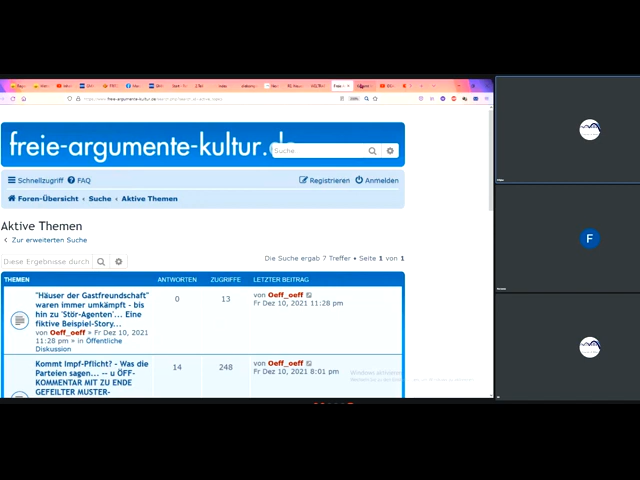 www.freie-argumente-kultur.de
freie-argumente-kultur.d
Suche
Schnellzugriff FAQ
Registrieren Anmelden
Foren-Übersicht ‹ Suche ‹ Aktive Themen
Aktive Themen
Zur erweiterten Suche
Diese Ergebnisse durch
Die Suche ergab 7 Treffer • Seite 1 von 1
THEMEN ANTWORTEN ZUGRIFFE LETZTER BEITRAG
"Häuser der Gastfreundschaft"
waren immer umkämpft - bis
hin zu 'Stör-Agenten'... Eine
fiktive Beispiel-Story...
von Oeff_oeff » Fr Dez 10, 2021
11:28 pm » in Öffentliche
Diskussion
0
13
von Oeff_oeff
Fr Dez 10, 2021 11:28 pm
Kommt Impf-Pflicht? - Was die
Parteien sagen... -- u ÖFF-
KOMMENTAR MIT ZU ENDE
GEFEILTER MUSTER-
14
248
von Oeff_oeff
Fr Dez 10, 2021 8:01 pm
Windows aktivieren
F